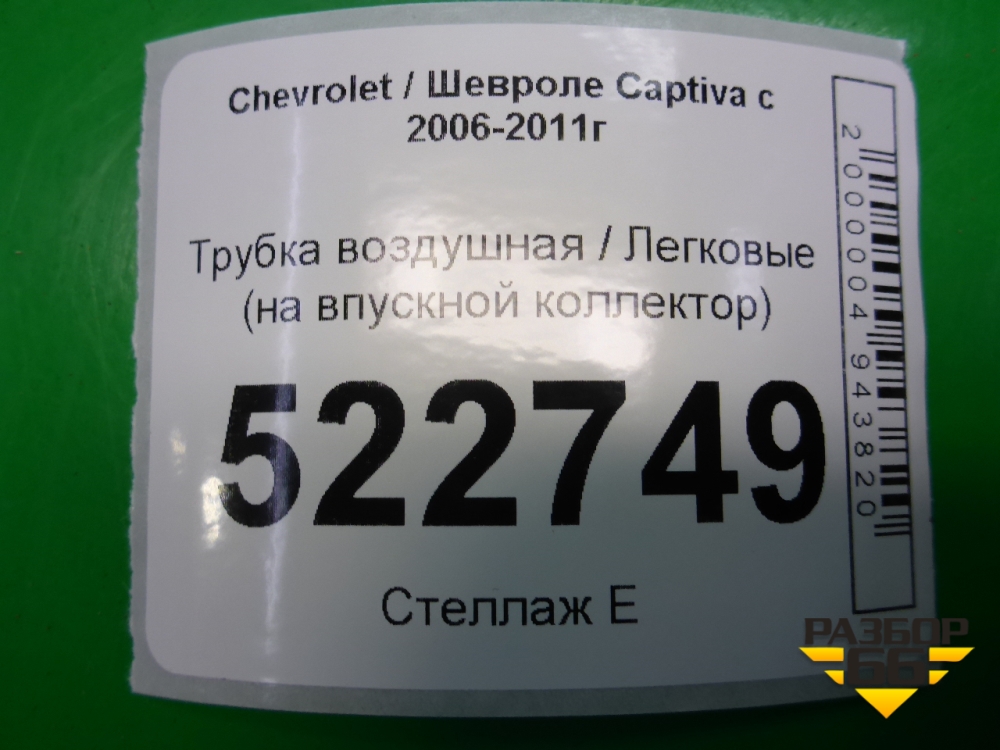 Chevrolet / Шевроле Captiva с
2006-2011г
Трубка воздушная / Легковые
(на впускной коллектор)
522749
Стеллаж Е
2000004943820
РАЗБОР
66